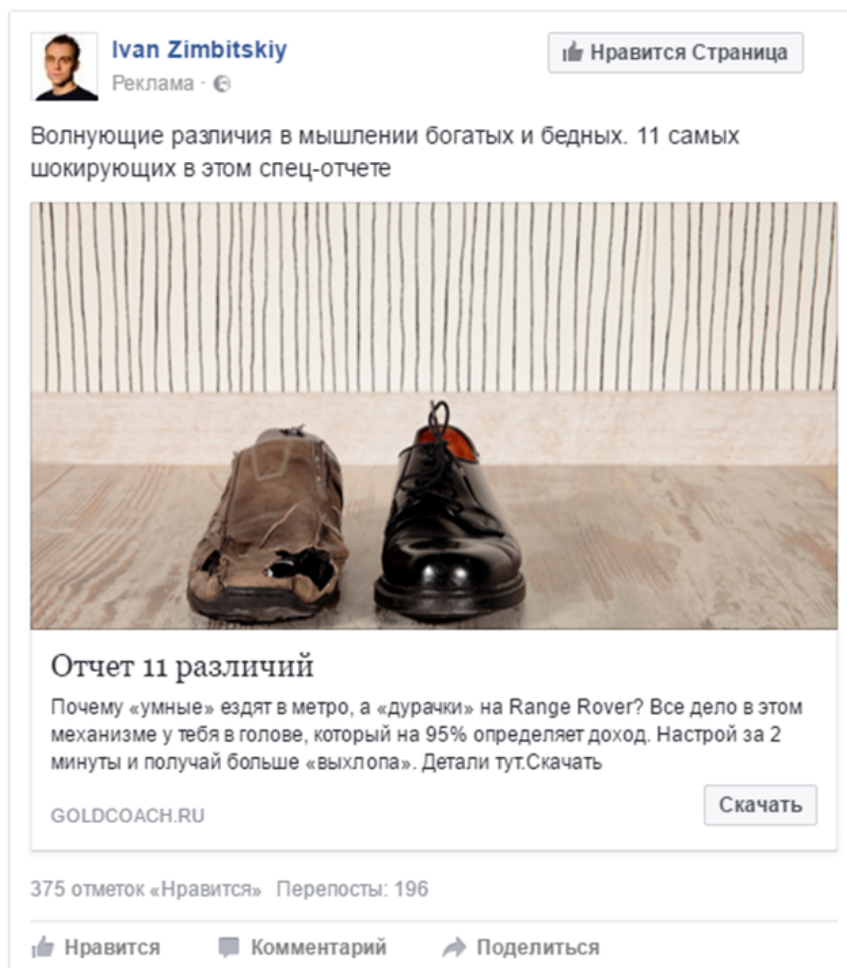 Ivan Zimbitskiy
Нравится Страница
Реклама ·
Волнующие различия в мышлении богатых и бедных. 11 самых
шокирующих в этом спец-отчете
Отчет 11 различий
Почему «умные» ездят в метро, а «дурачки» на Range Rover? Все дело в этом
механизме у тебя в голове, который на 95% определяет доход. Настрой за 2
минуты и получай больше «выхлопа». Детали тут.Скачать
GOLDCOACH.RU
Скачать
375 отметок «Нравится» Перепосты: 196
Нравится Комментарий Поделиться